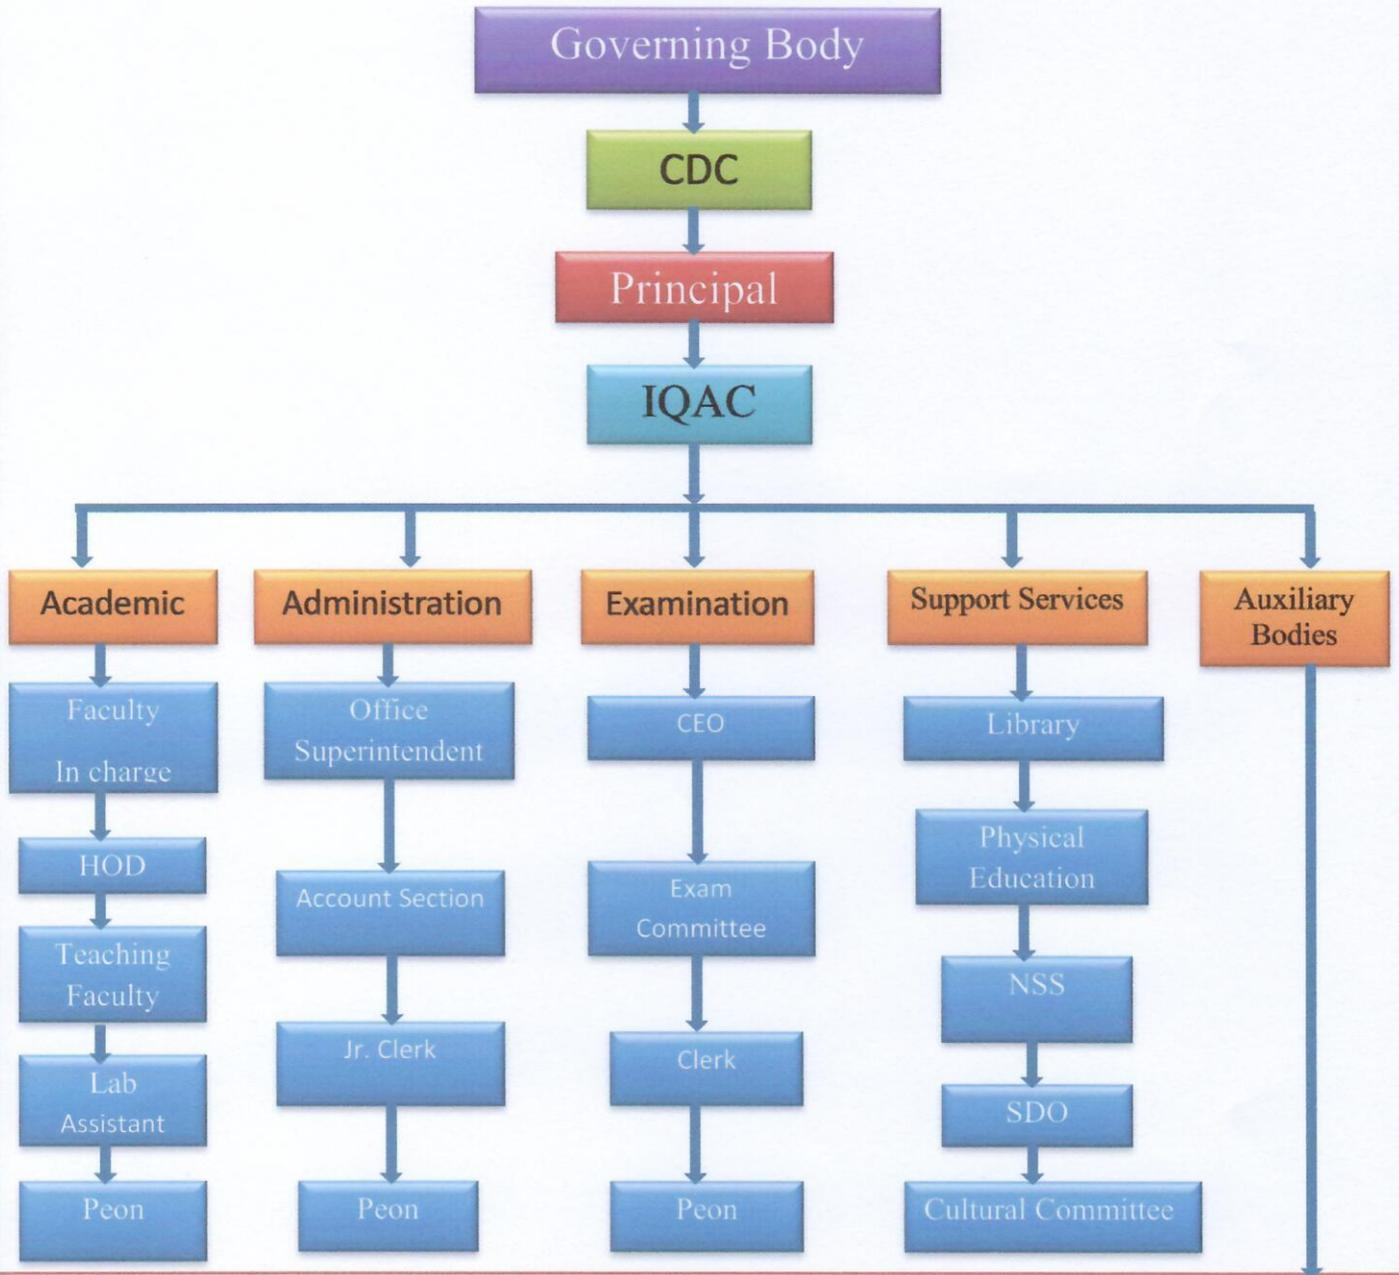 Governing Body
CDC
Principal
IQAC
Academic
Administration
Examination
Support Services
Auxiliary
Bodies
Faculty
In charge
HOD
Teaching
Faculty
Lab
Assistant
Peon
Office
Superintendent
Account Section
Jr. Clerk
Peon
CEO
Exam
Committee
Clerk
Peon
Library
Physical
Education
NSS
SDO
Cultural Committee